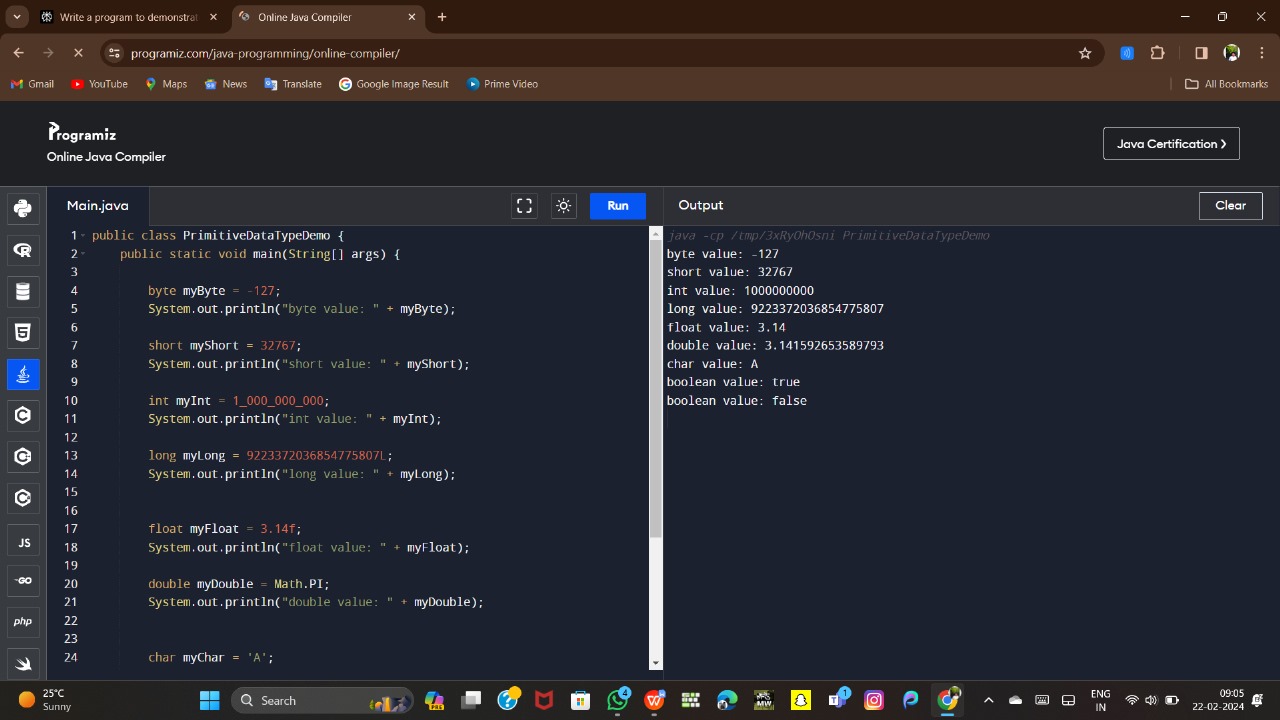 Write a program to demonstrat
Online Java Compiler
programiz.com/java-programming/online-compiler/
Gmail YouTube Maps News Translate Google Image Result Prime Video All Bookmarks
Programiz
Online Java Compiler
Java Certification >
Main.java Run Output Clear
1 public class PrimitiveDataTypeDemo {
2 public static void main(String[] args) {
3
4 byte myByte = -127;
5 System.out.println("byte value: " + myByte);
6
7 short myShort = 32767;
8 System.out.println("short value: " + myShort);
9
10 int myInt = 1_000_000_000;
11 System.out.println("int value: " + myInt);
12
13 long myLong = 9223372036854775807L;
14 System.out.println("long value: " + myLong);
15
16
17 float myFloat = 3.14f;
18 System.out.println("float value: " + myFloat);
19
20 double myDouble = Math.PI;
21 System.out.println("double value: " + myDouble);
22
23
24 char myChar = 'A';
java -cp /tmp/3xRyOhOsni PrimitiveDataTypeDemo
byte value: -127
short value: 32767
int value: 1000000000
long value: 9223372036854775807
float value: 3.14
double value: 3.141592653589793
char value: A
boolean value: true
boolean value: false
JS
GO
php
25°C
Sunny
Search
PRE
4
1
ENG
IN
09:05
22-02-2024